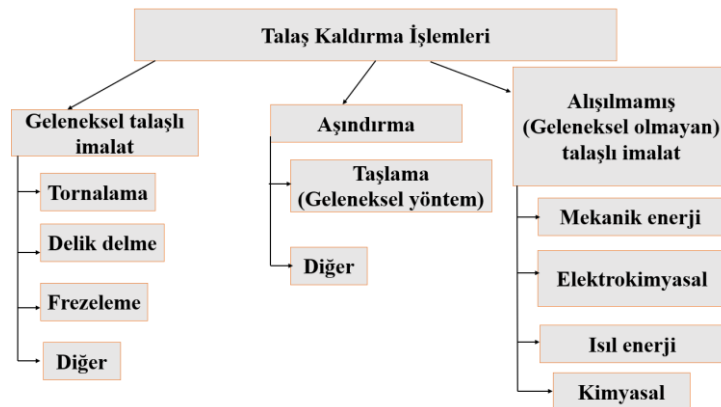 Talaş Kaldırma İşlemleri
Geleneksel talaşlı
imalat
Tornalama
Delik delme
Frezeleme
Diğer
Aşındırma
Taşlama
(Geleneksel yöntem)
Diğer
Alışılmamış
(Geleneksel olmayan)
talaşlı imalat
Mekanik enerji
Elektrokimyasal
Isıl enerji
Kimyasal